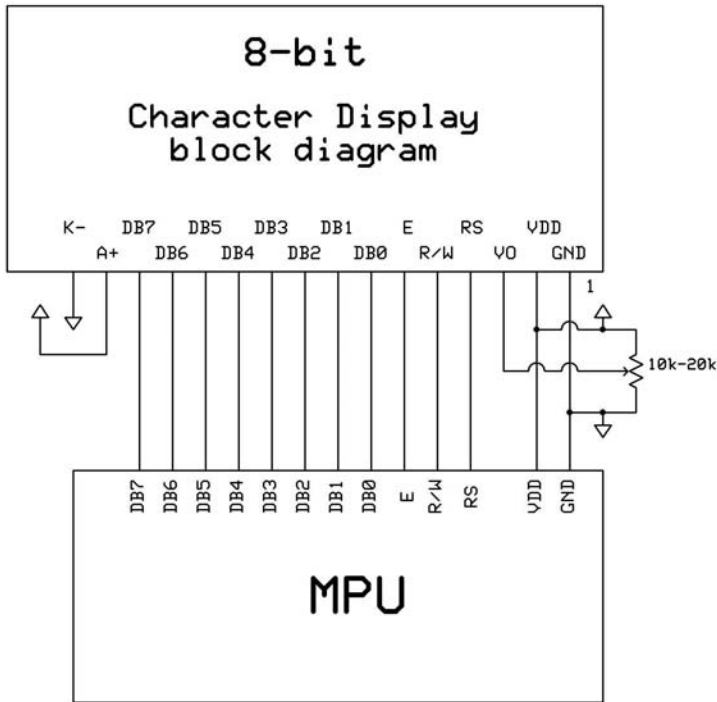 8-bit
Character Display
block diagram
K- DB7 DB5 DB3 DB1 E RS VDD
A+ DB6 DB4 DB2 DB0 R/W VO GND
1
10k-20k
DB7 DB6 DB5 DB4 DB3 DB2 DB1 DB0 E R/W RS VDD GND
MPU